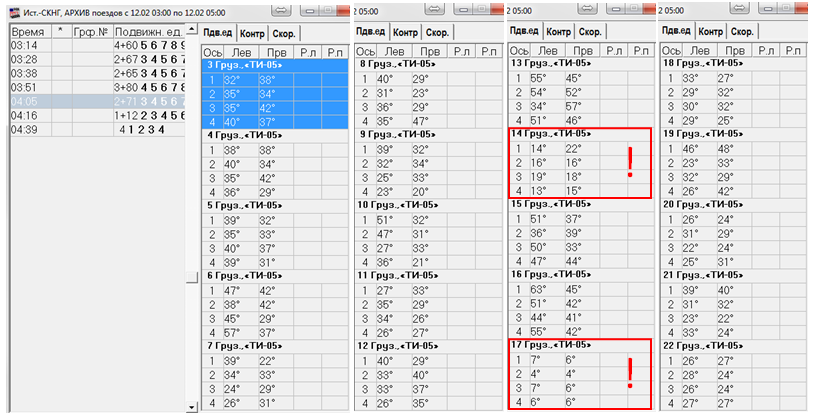 Ист.-СКНГ, АРХИВ поездов с 12.02 03:00 по 12.02 05:00
Время * Грф.№ Подвижн. ед.
03:14 4+60 5 6 7 8 9
03:28 2+67 3 4 5 6 7
03:38 2+65 3 4 5 6 7
03:51 3+80 4 5 6 7 8
04:05 2+71 3 4 5 6 7
04:16 1+12 2 3 4 5 6
04:39 4 1 2 3 4
Пдв.ед Контр Скор.
Ось Лев Прв Р.л Р.п
3 Груз.,«ТИ-05»
1 32° 38°
2 35° 34°
3 35° 42°
4 40° 37°
4 Груз.,«ТИ-05»
1 38° 38°
2 40° 34°
3 35° 42°
4 36° 29°
5 Груз.,«ТИ-05»
1 39° 32°
2 35° 33°
3 40° 37°
4 39° 31°
6 Груз.,«ТИ-05»
1 47° 42°
2 38° 42°
3 45° 29°
4 57° 37°
7 Груз.,«ТИ-05»
1 39° 22°
2 34° 33°
3 24° 29°
4 26° 31°
2 05:00
Пдв.ед Контр Скор.
Ось Лев Прв Р.л Р.п
8 Груз.,«ТИ-05»
1 40° 29°
2 31° 23°
3 36° 29°
4 35° 47°
9 Груз.,«ТИ-05»
1 39° 32°
2 32° 34°
3 25° 33°
4 23° 20°
10 Груз.,«ТИ-05»
1 51° 32°
2 47° 31°
3 27° 33°
4 36° 21°
11 Груз.,«ТИ-05»
1 27° 33°
2 35° 29°
3 34° 26°
4 26° 27°
12 Груз.,«ТИ-05»
1 40° 29°
2 33° 40°
3 33° 37°
4 26° 35°
2 05:00
Пдв.ед Контр Скор.
Ось Лев Прв Р.л Р.п
13 Груз.,«ТИ-05»
1 55° 45°
2 54° 52°
3 34° 57°
4 51° 46°
14 Груз.,«ТИ-05»
1 14° 22°
2 16° 16°
3 19° 18°
4 13° 15°
!
15 Груз.,«ТИ-05»
1 51° 37°
2 36° 39°
3 50° 33°
4 47° 44°
16 Груз.,«ТИ-05»
1 63° 45°
2 51° 42°
3 44° 41°
4 55° 42°
17 Груз.,«ТИ-05»
1 7° 6°
2 4° 4°
3 7° 6°
4 6° 6°
!
2 05:00
Пдв.ед Контр Скор.
Ось Лев Прв Р.л Р.п
18 Груз.,«ТИ-05»
1 33° 27°
2 29° 32°
3 30° 32°
4 29° 25°
19 Груз.,«ТИ-05»
1 46° 48°
2 23° 33°
3 32° 29°
4 26° 42°
20 Груз.,«ТИ-05»
1 26° 24°
2 31° 29°
3 22° 24°
4 25° 31°
21 Груз.,«ТИ-05»
1 39° 40°
2 31° 32°
3 23° 22°
4 33° 24°
22 Груз.,«ТИ-05»
1 26° 27°
2 28° 24°
3 26° 24°
4 27° 27°